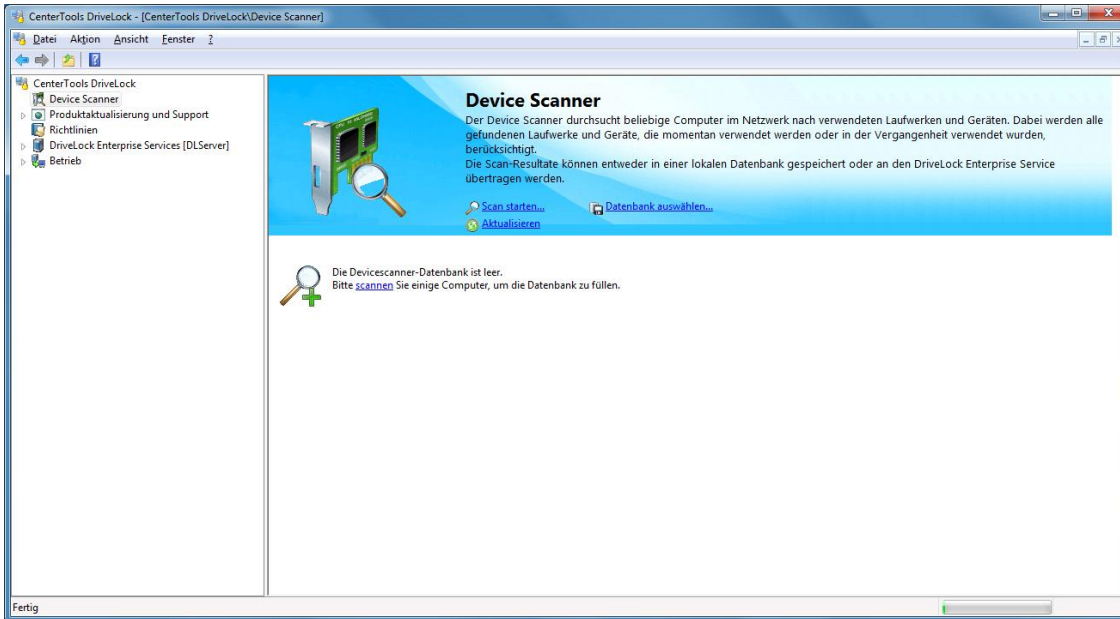 CenterTools DriveLock - [CenterTools DriveLock\Device Scanner]
Datei Aktion Ansicht Fenster ?
CenterTools DriveLock
Device Scanner
Produktaktualisierung und Support
Richtlinien
DriveLock Enterprise Services [DLServer]
Betrieb
Device Scanner
Der Device Scanner durchsucht beliebige Computer im Netzwerk nach verwendeten Laufwerken und Geräten. Dabei werden alle
gefundenen Laufwerke und Geräte, die momentan verwendet werden oder in der Vergangenheit verwendet wurden,
berücksichtigt.
Die Scan-Resultate können entweder in einer lokalen Datenbank gespeichert oder an den DriveLock Enterprise Service
übertragen werden.
Scan starten... Datenbank auswählen...
Aktualisieren
Die Devicescanner-Datenbank ist leer.
Bitte scannen Sie einige Computer, um die Datenbank zu füllen.
Fertig